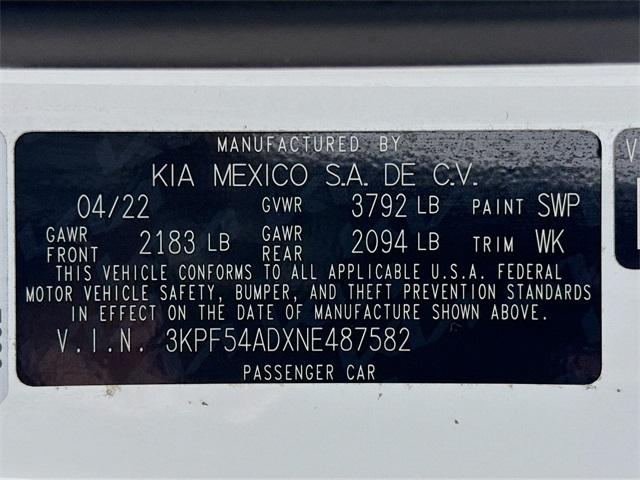 MANUFACTURED BY
KIA MEXICO S.A. DE C.V.
04/22 GVWR 3792 LB PAINT SWP
GAWR FRONT 2183 LB GAWR REAR 2094 LB TRIM WK
THIS VEHICLE CONFORMS TO ALL APPLICABLE U.S.A. FEDERAL
MOTOR VEHICLE SAFETY, BUMPER, AND THEFT PREVENTION STANDARDS
IN EFFECT ON THE DATE OF MANUFACTURE SHOWN ABOVE.
V.I.N. 3KPF54ADXNE487582
PASSENGER CAR
V